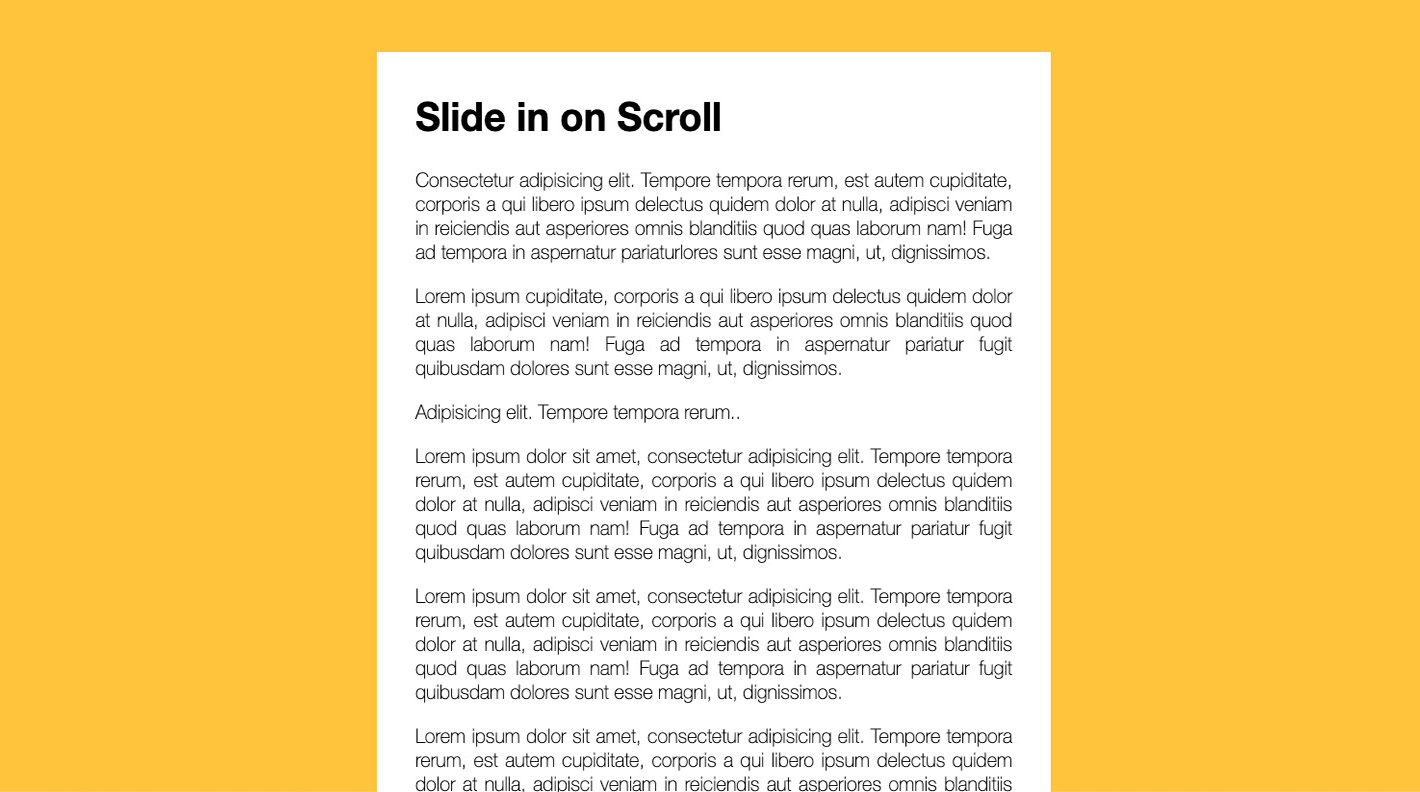 Slide in on Scroll
Consectetur adipisicing elit. Tempore tempora rerum, est autem cupiditate,
corporis a qui libero ipsum delectus quidem dolor at nulla, adipisci veniam
in reiciendis aut asperiores omnis blanditiis quod quas laborum nam! Fuga
ad tempora in aspernatur pariaturlores sunt esse magni, ut, dignissimos.
Lorem ipsum cupiditate, corporis a qui libero ipsum delectus quidem dolor
at nulla, adipisci veniam in reiciendis aut asperiores omnis blanditiis quod
quas laborum nam! Fuga ad tempora in aspernatur pariatur fugit
quibusdam dolores sunt esse magni, ut, dignissimos.
Adipisicing elit. Tempore tempora rerum..
Lorem ipsum dolor sit amet, consectetur adipisicing elit. Tempore tempora
rerum, est autem cupiditate, corporis a qui libero ipsum delectus quidem
dolor at nulla, adipisci veniam in reiciendis aut asperiores omnis blanditiis
quod quas laborum nam! Fuga ad tempora in aspernatur pariatur fugit
quibusdam dolores sunt esse magni, ut, dignissimos.
Lorem ipsum dolor sit amet, consectetur adipisicing elit. Tempore tempora
rerum, est autem cupiditate, corporis a qui libero ipsum delectus quidem
dolor at nulla, adipisci veniam in reiciendis aut asperiores omnis blanditiis
quod quas laborum nam! Fuga ad tempora in aspernatur pariatur fugit
quibusdam dolores sunt esse magni, ut, dignissimos.
Lorem ipsum dolor sit amet, consectetur adipisicing elit. Tempore tempora
rerum, est autem cupiditate, corporis a qui libero ipsum delectus quidem
dolor at nulla, adipisci veniam in reiciendis aut asperiores omnis blanditiis